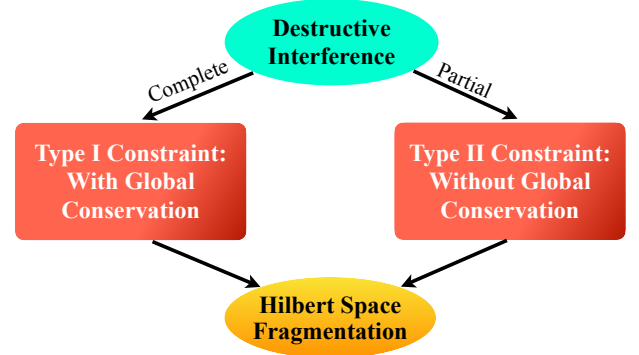 Destructive
Interference
Complete
Partial
Type I Constraint:
With Global
Conservation
Type II Constraint:
Without Global
Conservation
Hilbert Space
Fragmentation